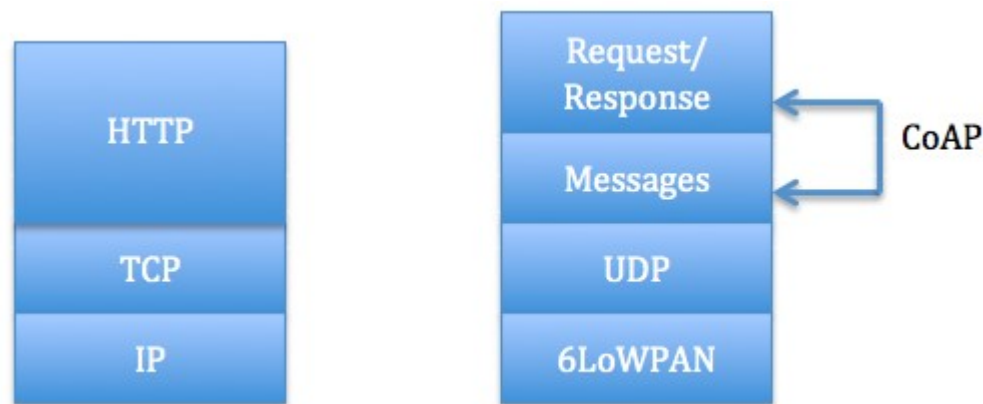 HTTP
TCP
IP
Request/
Response
Messages
UDP
6LoWPAN
CoAP